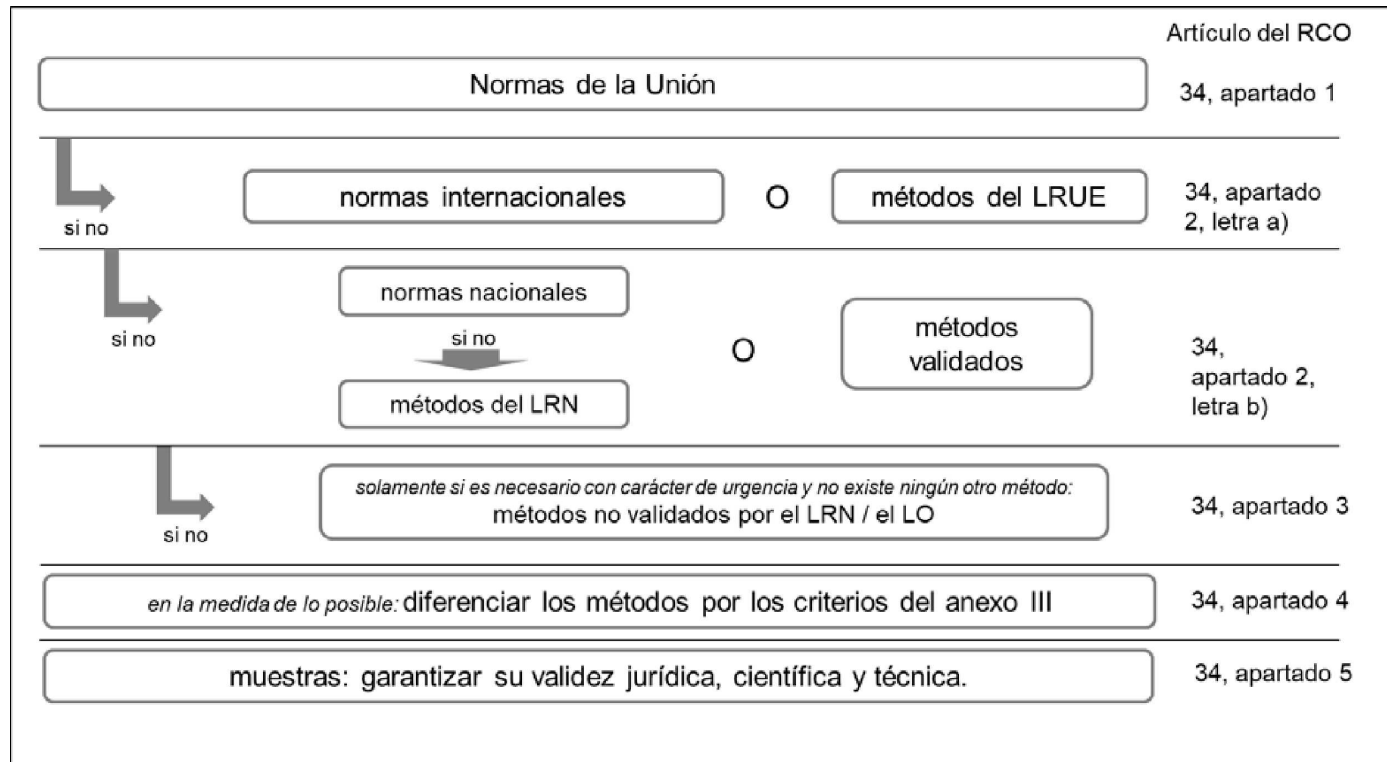 Artículo del RCO
Normas de la Unión
34, apartado 1
si no
normas internacionales
O
métodos del LRUE
34, apartado
2, letra a)
si no
normas nacionales
si no
métodos del LRN
O
métodos
validados
34,
apartado 2,
letra b)
si no
solamente si es necesario con carácter de urgencia y no existe ningún otro método:
métodos no validados por el LRN / el LO
34, apartado 3
en la medida de lo posible: diferenciar los métodos por los criterios del anexo III
34, apartado 4
muestras: garantizar su validez jurídica, científica y técnica.
34, apartado 5